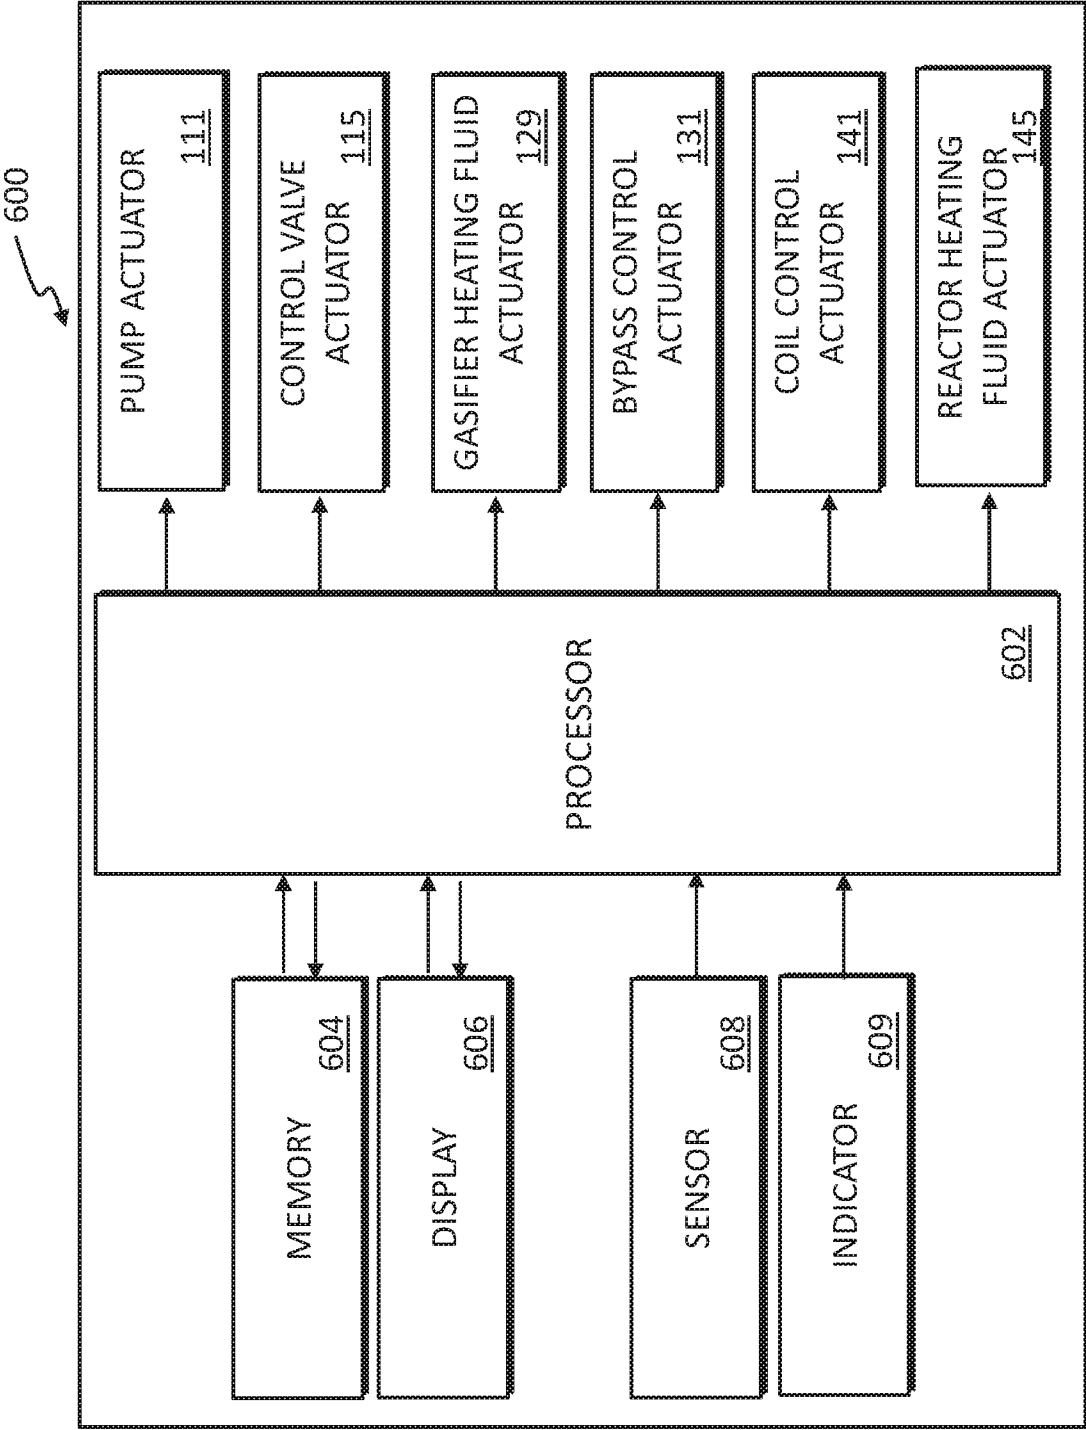 600
MEMORY
604
DISPLAY
606
SENSOR
608
INDICATOR
609
PROCESSOR
602
PUMP ACTUATOR
111
CONTROL VALVE
ACTUATOR
115
GASIFIER HEATING FLUID
ACTUATOR
129
BYPASS CONTROL
ACTUATOR
131
COIL CONTROL
ACTUATOR
141
REACTOR HEATING
FLUID ACTUATOR
145